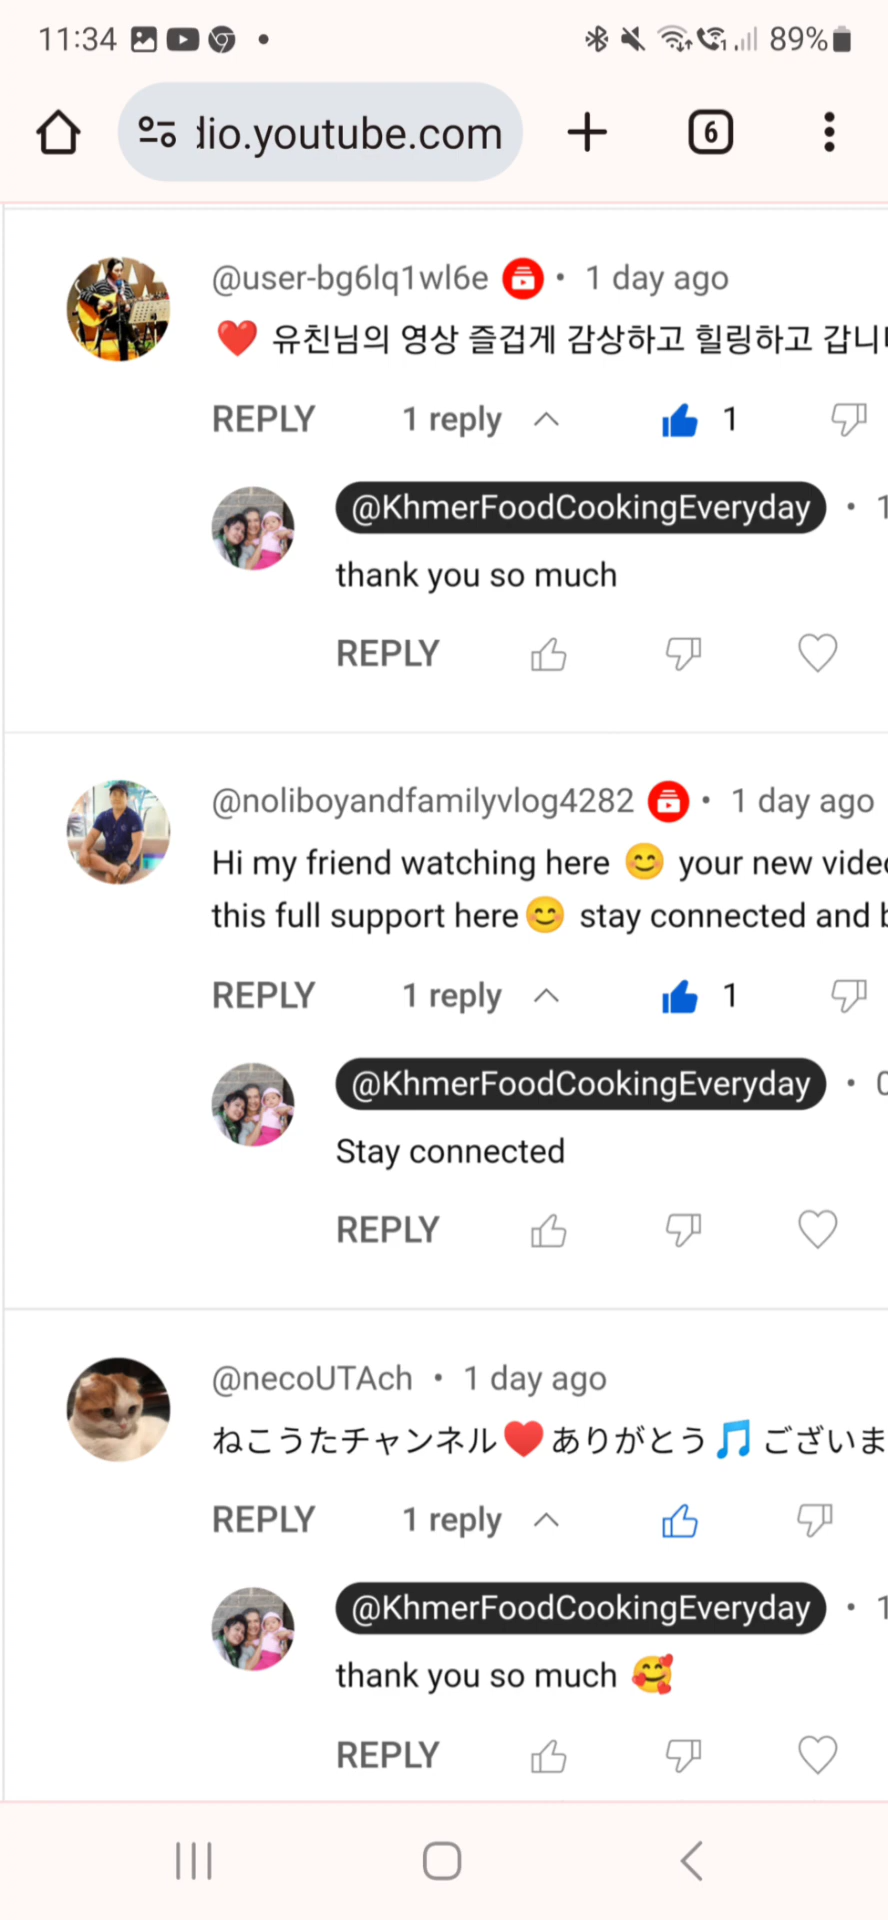 11:34
89%
dio.youtube.com
6
@user-bg6lq1wl6e • 1 day ago
❤️ 유친님의 영상 즐겁게 감상하고 힐링하고 갑니
REPLY 1 reply 1
@KhmerFoodCookingEveryday • 1
thank you so much
REPLY
@noliboyandfamilyvlog4282 • 1 day ago
Hi my friend watching here 😊 your new vide
this full support here😊 stay connected and b
REPLY 1 reply 1
@KhmerFoodCookingEveryday •
Stay connected
REPLY
@necoUTAch • 1 day ago
ねこうたチャンネル❤️ありがとう🎵ございま
REPLY 1 reply
@KhmerFoodCookingEveryday • 1
thank you so much 🥰
REPLY